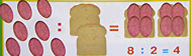 :
=
8 : 2 = 4